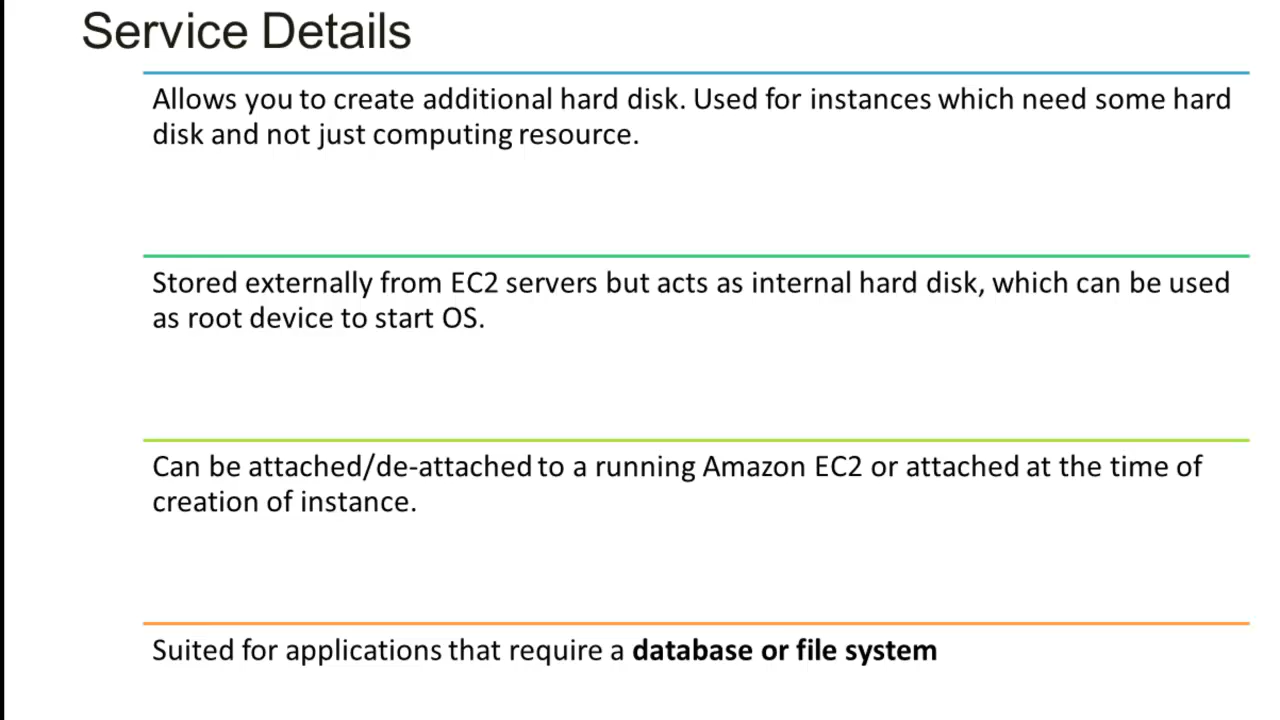 Service Details
Allows you to create additional hard disk. Used for instances which need some hard
disk and not just computing resource.
Stored externally from EC2 servers but acts as internal hard disk, which can be used
as root device to start OS.
Can be attached/de-attached to a running Amazon EC2 or attached at the time of
creation of instance.
Suited for applications that require a database or file system